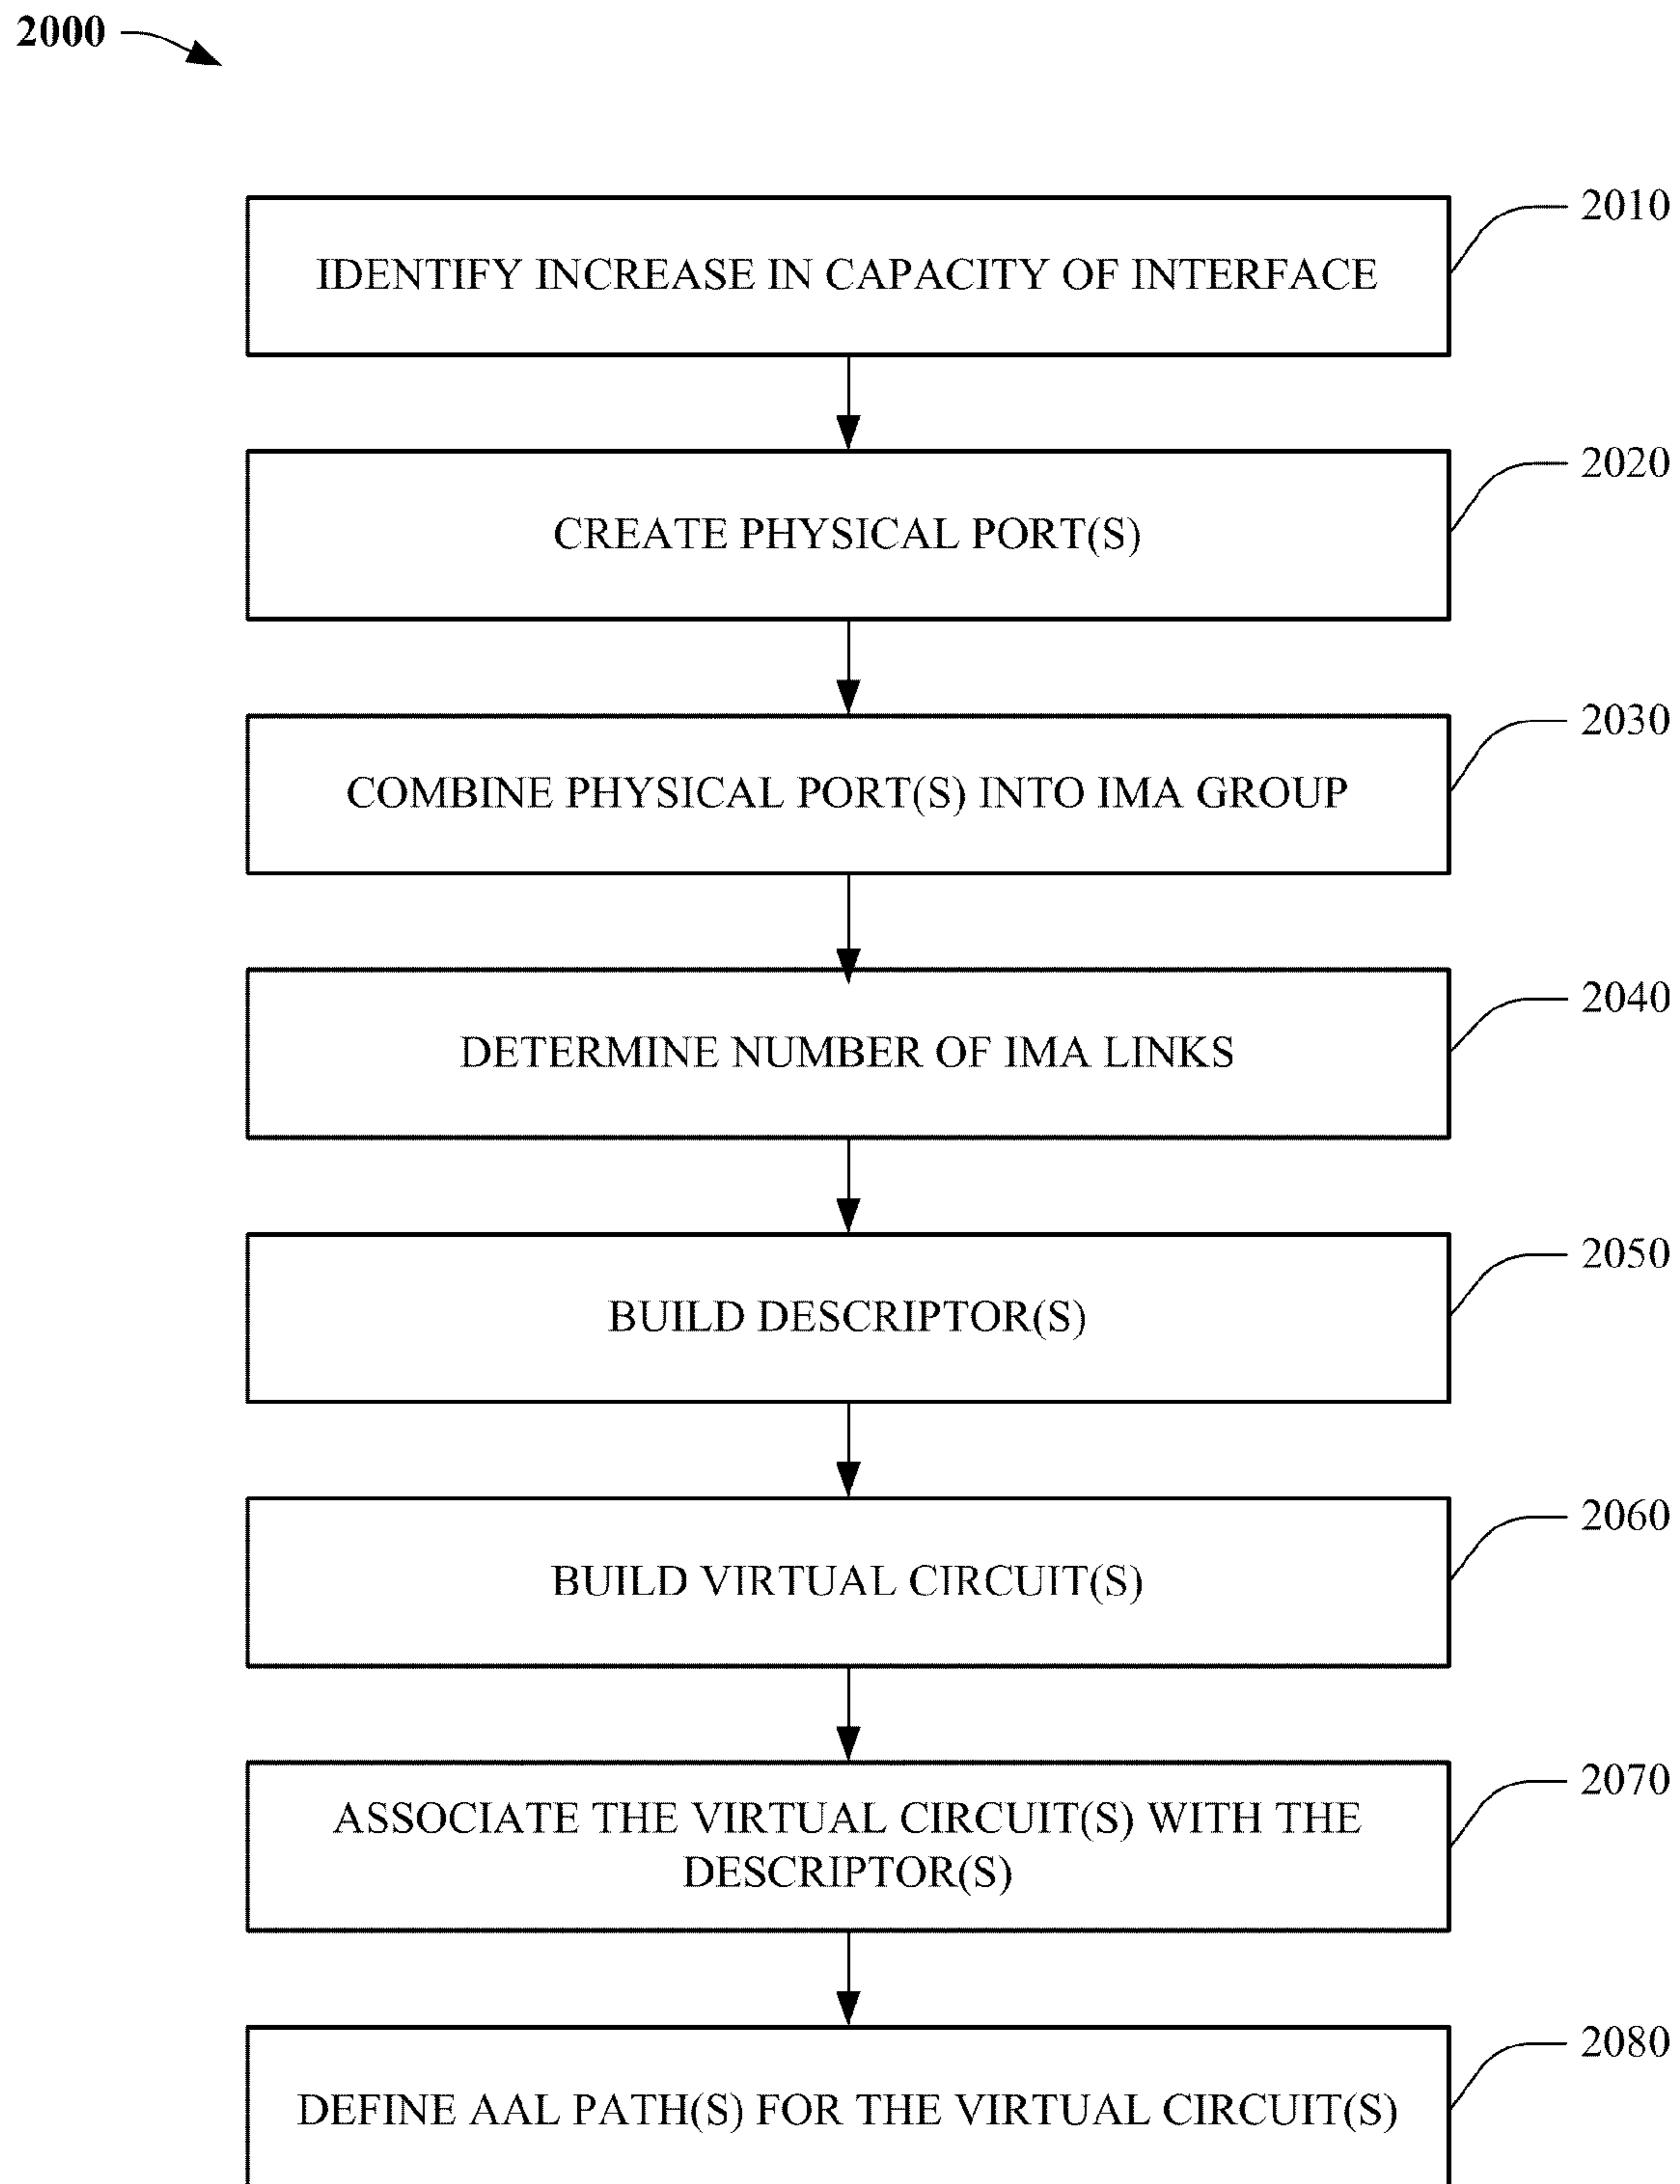 2000
2010
IDENTIFY INCREASE IN CAPACITY OF INTERFACE
2020
CREATE PHYSICAL PORT(S)
2030
COMBINE PHYSICAL PORT(S) INTO IMA GROUP
2040
DETERMINE NUMBER OF IMA LINKS
2050
BUILD DESCRIPTOR(S)
2060
BUILD VIRTUAL CIRCUIT(S)
2070
ASSOCIATE THE VIRTUAL CIRCUIT(S) WITH THE
DESCRIPTOR(S)
2080
DEFINE AAL PATH(S) FOR THE VIRTUAL CIRCUIT(S)